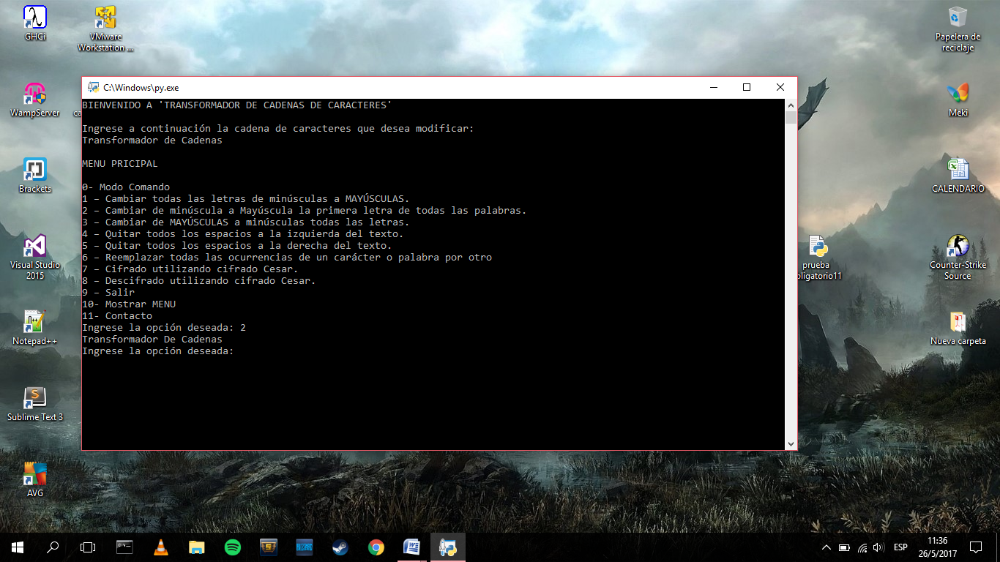 GHCi
VMware
Workstation ...
Papelera de
reciclaje
WampServer
ca
Meki
Brackets
CALENDARIO
Visual Studio
2015
prueba
obligatorio11
Counter-Strike
Source
Notepad++
Nueva carpeta
Sublime Text 3
AVG
C:\Windows\py.exe
BIENVENIDO A 'TRANSFORMADOR DE CADENAS DE CARACTERES'
Ingrese a continuación la cadena de caracteres que desea modificar:
Transformador de Cadenas
MENU PRICIPAL
0- Modo Comando
1 – Cambiar todas las letras de minúsculas a MAYÚSCULAS.
2 – Cambiar de minúscula a Mayúscula la primera letra de todas las palabras.
3 – Cambiar de MAYÚSCULAS a minúsculas todas las letras.
4 – Quitar todos los espacios a la izquierda del texto.
5 – Quitar todos los espacios a la derecha del texto.
6 – Reemplazar todas las ocurrencias de un carácter o palabra por otro
7 – Cifrado utilizando cifrado Cesar.
8 – Descifrado utilizando cifrado Cesar.
9 – Salir
10- Mostrar MENU
11- Contacto
Ingrese la opción deseada: 2
Transformador De Cadenas
Ingrese la opción deseada:
ESP
11:36
26/5/2017